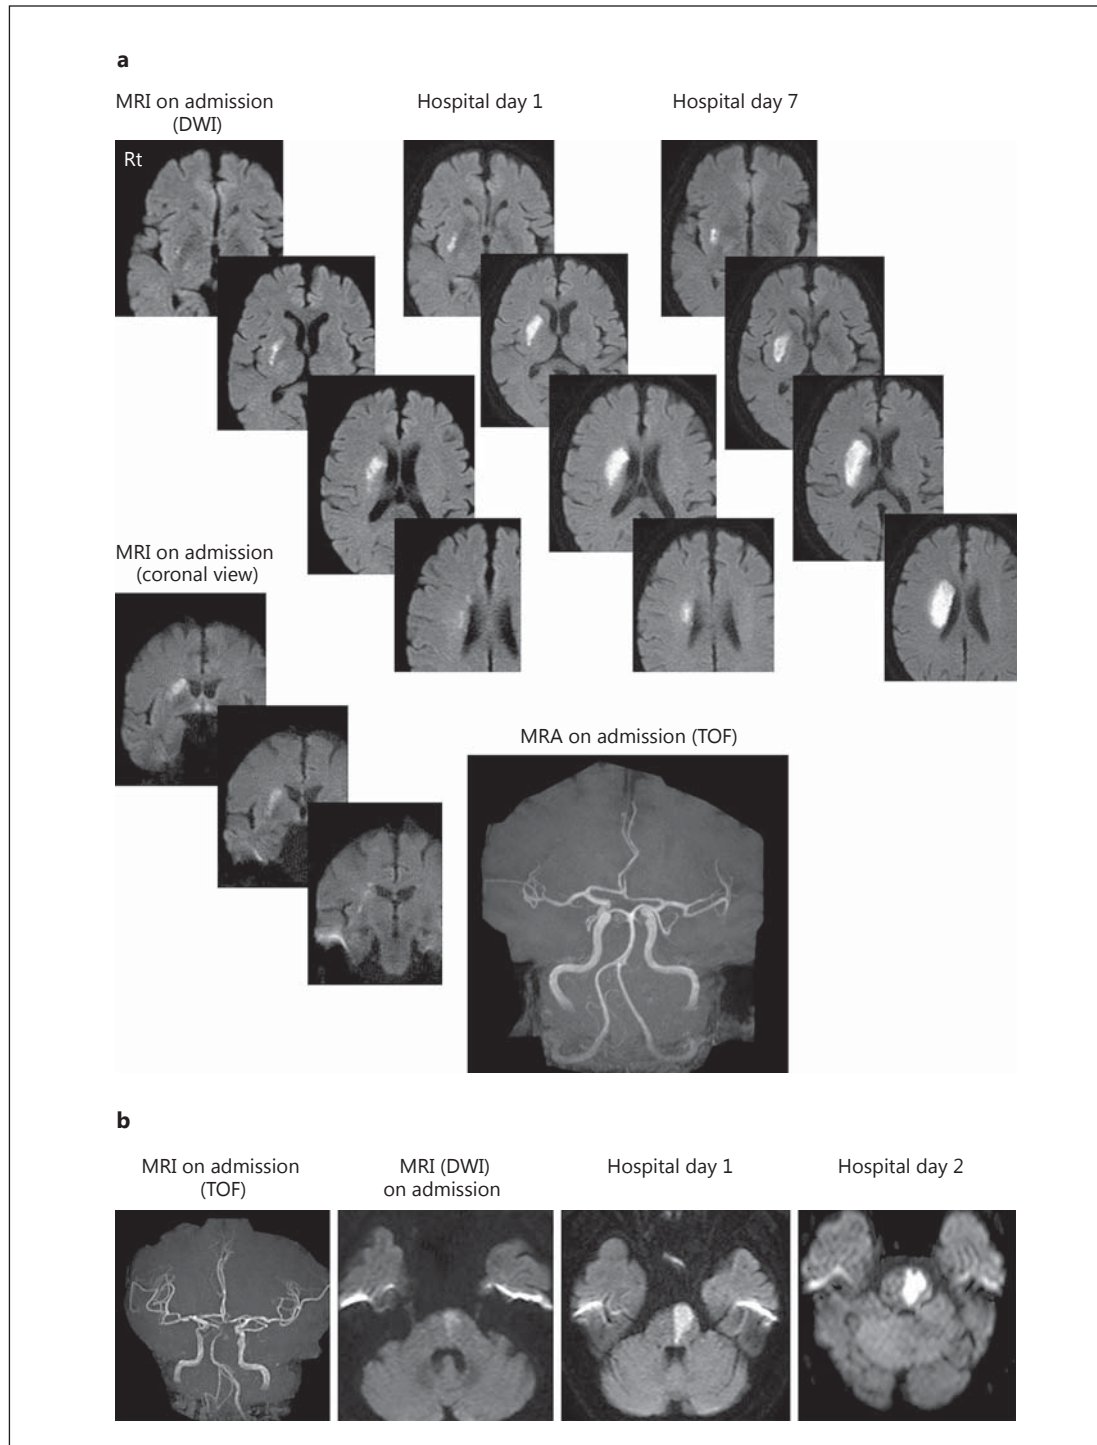 a
MRI on admission
(DWI)
Hospital day 1
Hospital day 7
Rt
MRI on admission
(coronal view)
MRA on admission (TOF)
b
MRI on admission
(TOF)
MRI (DWI)
on admission
Hospital day 1
Hospital day 2